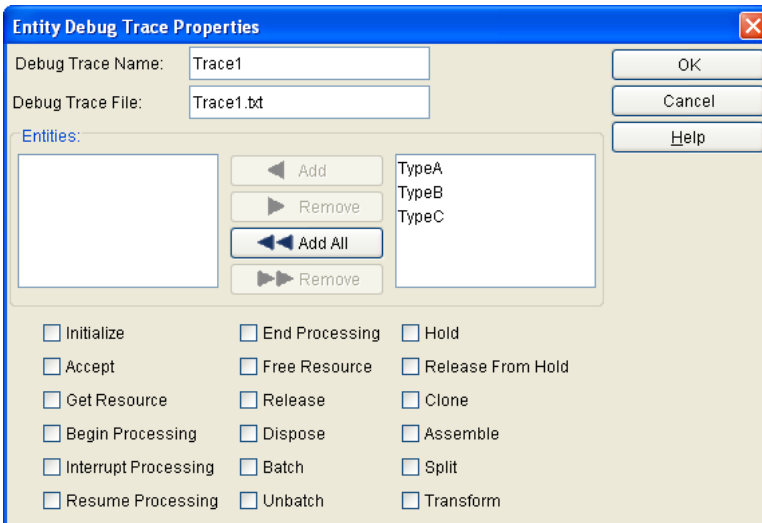 Entity Debug Trace Properties
Debug Trace Name: Trace1
OK
Debug Trace File: Trace1.txt
Cancel
Help
Entities:
Add
Remove
Add All
Remove
TypeA
TypeB
TypeC
Initialize End Processing Hold
Accept Free Resource Release From Hold
Get Resource Release Clone
Begin Processing Dispose Assemble
Interrupt Processing Batch Split
Resume Processing Unbatch Transform